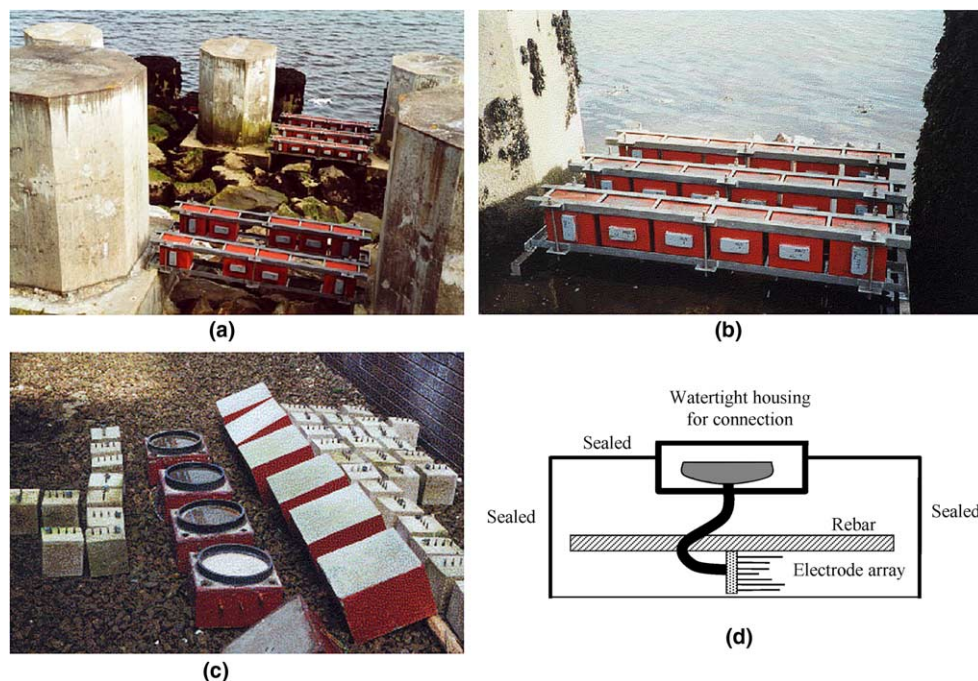 (a)
(b)
(c)
Watertight housing
for connection
Sealed
Sealed
Sealed
Rebar
Electrode array
(d)